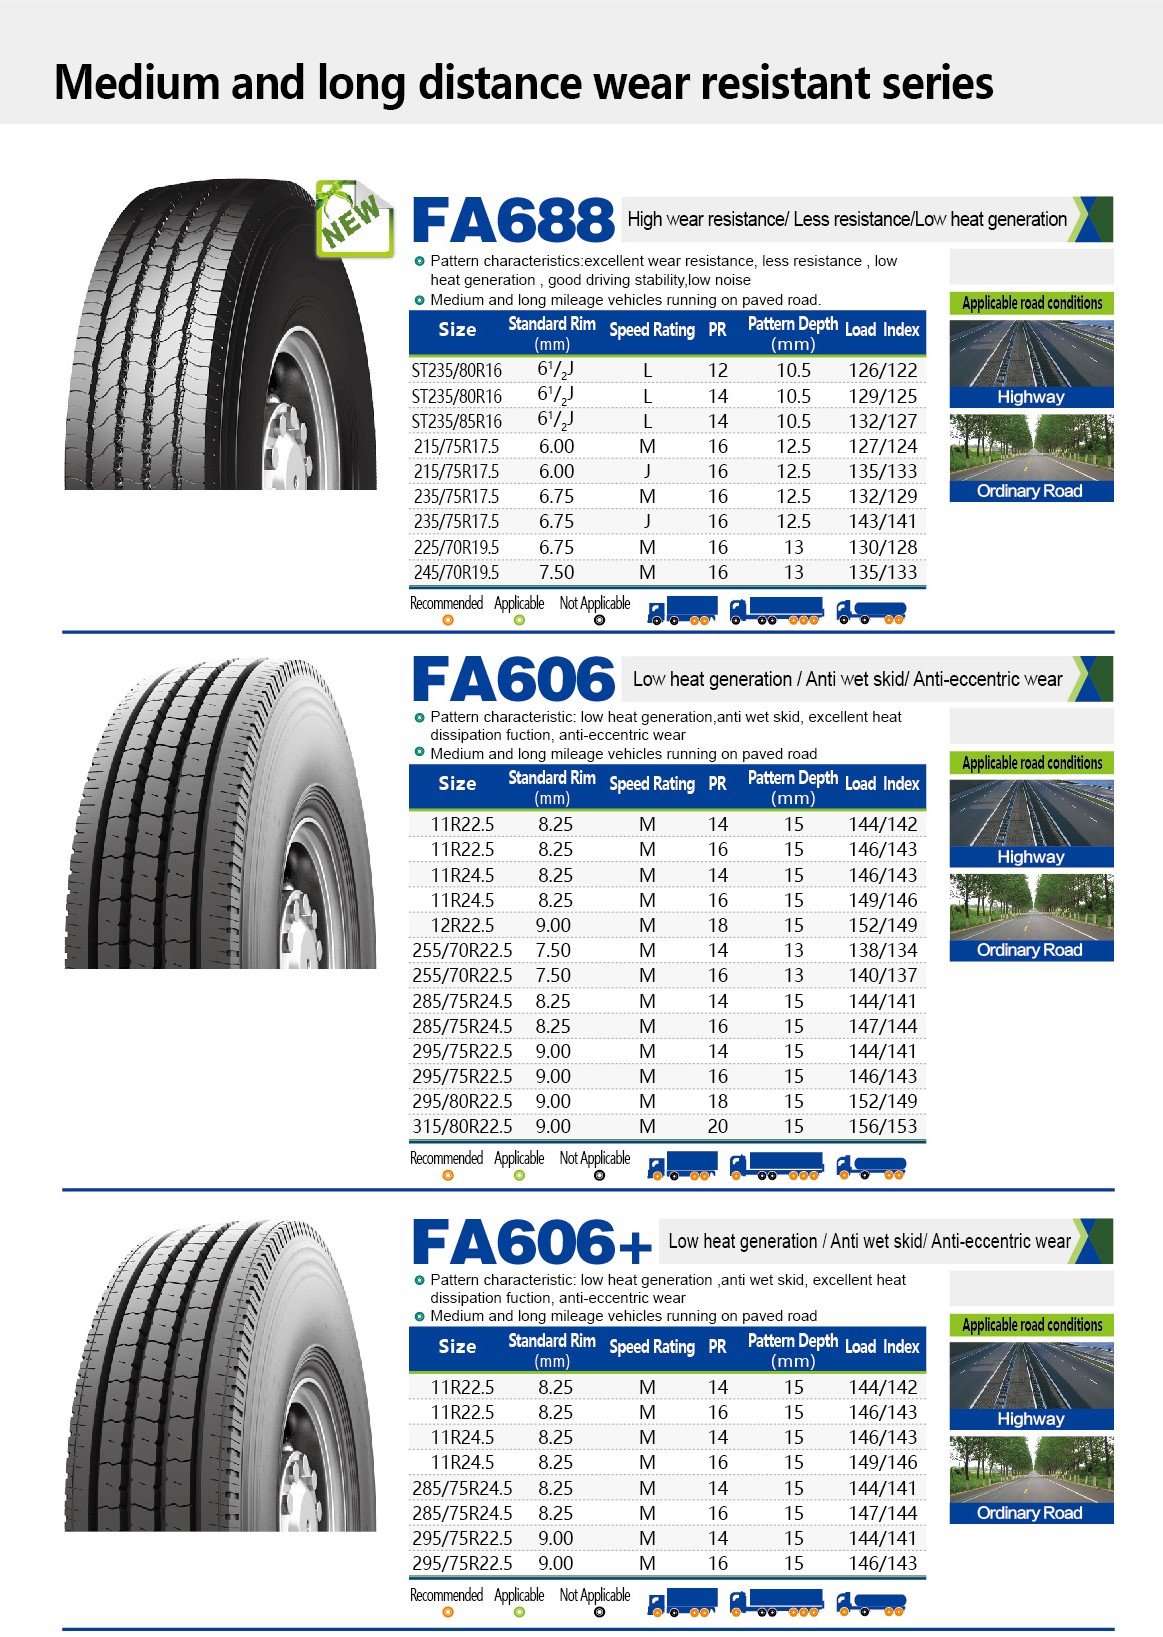 Medium and long distance wear resistant series
NEW
FA688
High wear resistance/ Less resistance/Low heat generation
Pattern characteristics:excellent wear resistance, less resistance , low
heat generation , good driving stability,low noise
Medium and long mileage vehicles running on paved road.
Size Standard Rim (mm) Speed Rating PR Pattern Depth (mm) Load Index
ST235/80R16 6 1/2J L 12 10.5 126/122
ST235/80R16 6 1/2J L 14 10.5 129/125
ST235/85R16 6 1/2J L 14 10.5 132/127
215/75R17.5 6.00 M 16 12.5 127/124
215/75R17.5 6.00 J 16 12.5 135/133
235/75R17.5 6.75 M 16 12.5 132/129
235/75R17.5 6.75 J 16 12.5 143/141
225/70R19.5 6.75 M 16 13 130/128
245/70R19.5 7.50 M 16 13 135/133
Recommended Applicable Not Applicable
Applicable road conditions
Highway
Ordinary Road
FA606
Low heat generation / Anti wet skid/ Anti-eccentric wear
Pattern characteristic: low heat generation,anti wet skid, excellent heat
dissipation fuction, anti-eccentric wear
Medium and long mileage vehicles running on paved road
Size Standard Rim (mm) Speed Rating PR Pattern Depth (mm) Load Index
11R22.5 8.25 M 14 15 144/142
11R22.5 8.25 M 16 15 146/143
11R24.5 8.25 M 14 15 146/143
11R24.5 8.25 M 16 15 149/146
12R22.5 9.00 M 18 15 152/149
255/70R22.5 7.50 M 14 13 138/134
255/70R22.5 7.50 M 16 13 140/137
285/75R24.5 8.25 M 14 15 144/141
285/75R24.5 8.25 M 16 15 147/144
295/75R22.5 9.00 M 14 15 144/141
295/75R22.5 9.00 M 16 15 146/143
295/80R22.5 9.00 M 18 15 152/149
315/80R22.5 9.00 M 20 15 156/153
Recommended Applicable Not Applicable
Applicable road conditions
Highway
Ordinary Road
FA606+
Low heat generation / Anti wet skid/ Anti-eccentric wear
Pattern characteristic: low heat generation ,anti wet skid, excellent heat
dissipation fuction, anti-eccentric wear
Medium and long mileage vehicles running on paved road
Size Standard Rim (mm) Speed Rating PR Pattern Depth (mm) Load Index
11R22.5 8.25 M 14 15 144/142
11R22.5 8.25 M 16 15 146/143
11R24.5 8.25 M 14 15 146/143
11R24.5 8.25 M 16 15 149/146
285/75R24.5 8.25 M 14 15 144/141
285/75R24.5 8.25 M 16 15 147/144
295/75R22.5 9.00 M 14 15 144/141
295/75R22.5 9.00 M 16 15 146/143
Recommended Applicable Not Applicable
Applicable road conditions
Highway
Ordinary Road